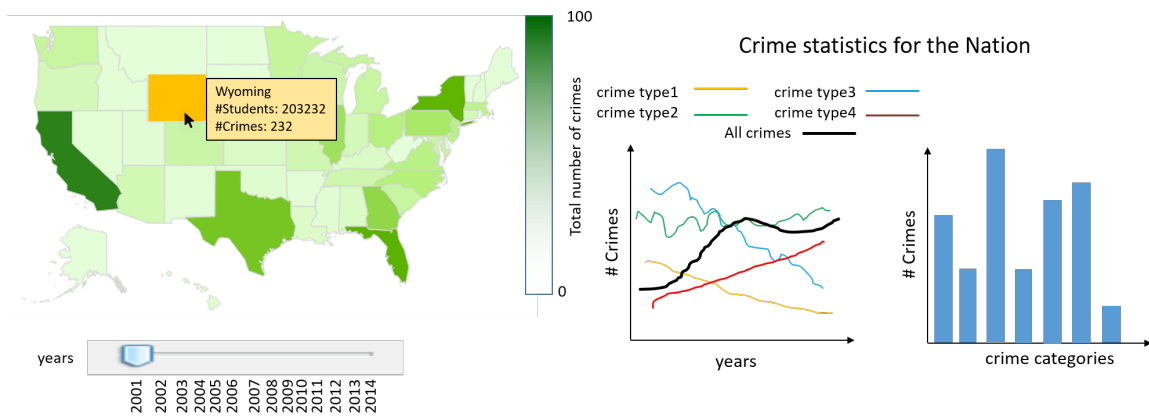 100
Total number of crimes
0
Wyoming
#Students: 203232
#Crimes: 232
years
2001
2002
2003
2004
2005
2006
2007
2008
2009
2010
2011
2012
2013
2014
Crime statistics for the Nation
crime type1
crime type3
crime type2
crime type4
All crimes
# Crimes
years
# Crimes
crime categories